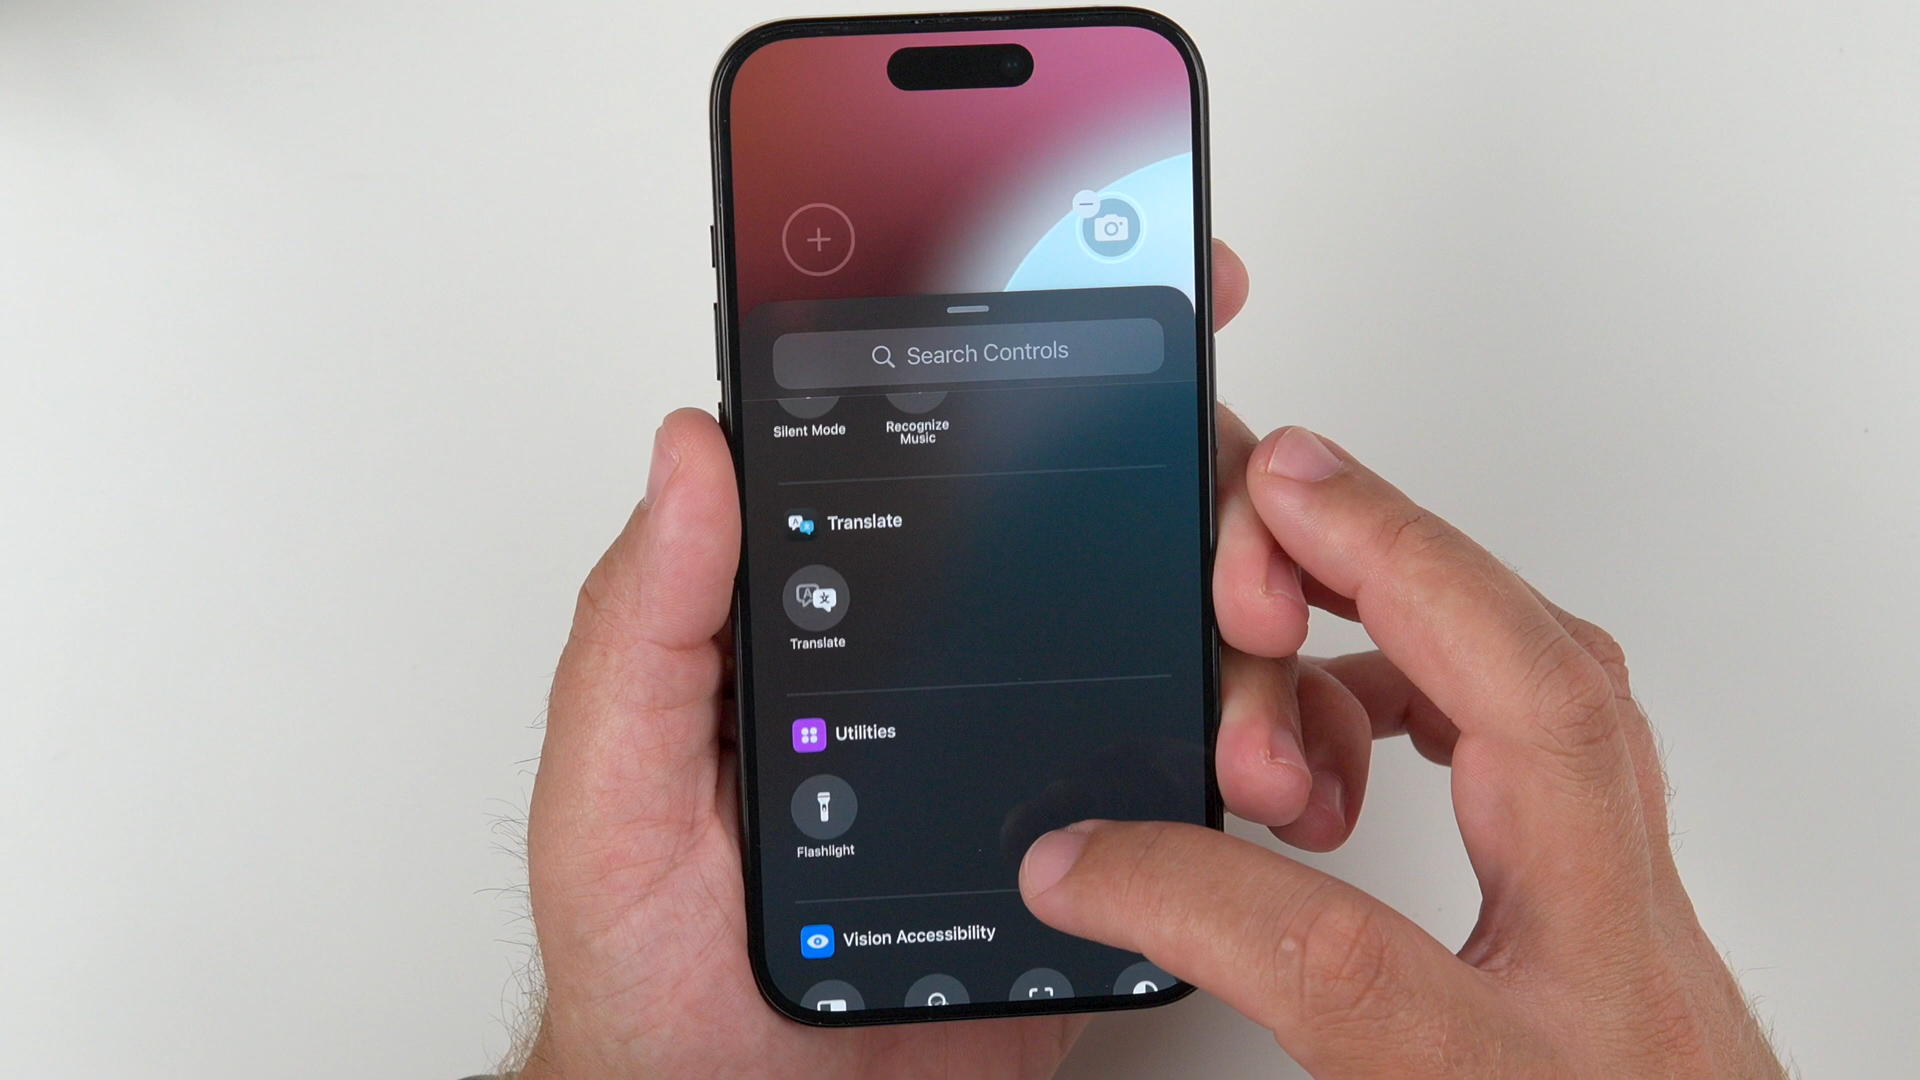 Search Controls
Silent Mode
Recognize
Music
Translate
Translate
Utilities
Flashlight
Vision Accessibility